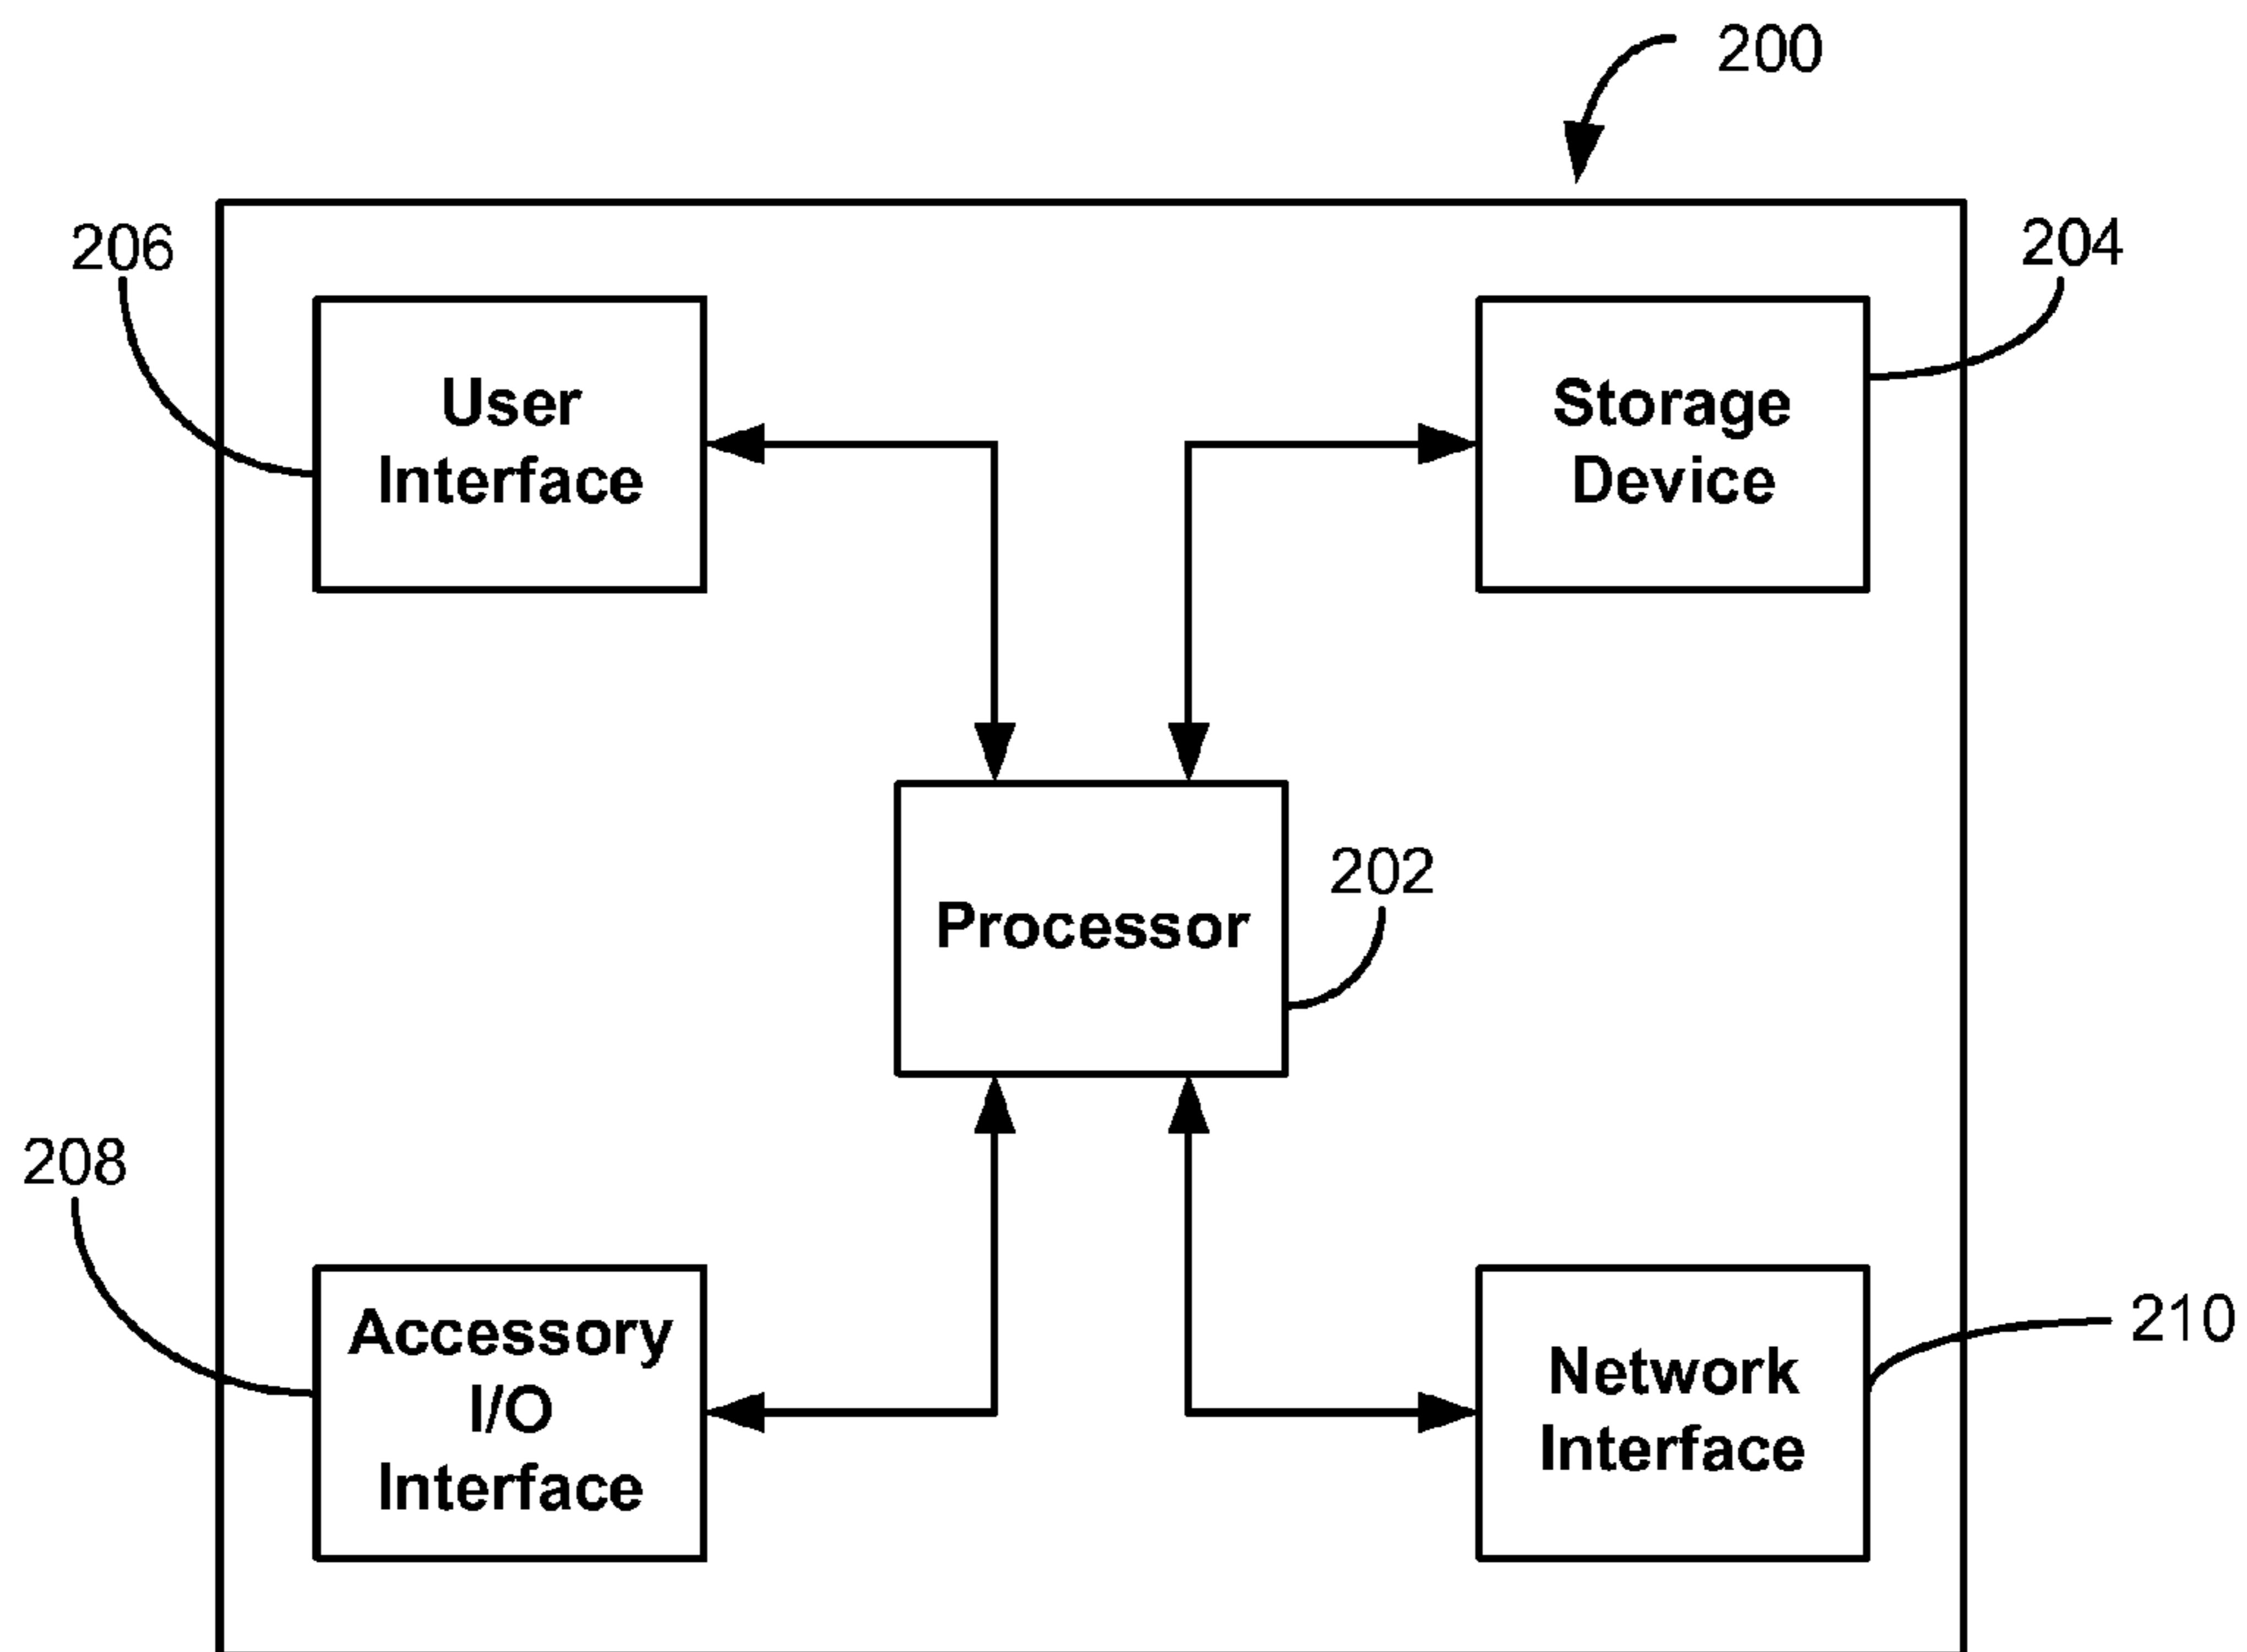 200
206
204
User
Interface
Storage
Device
202
Processor
208
210
Accessory
I/O
Interface
Network
Interface